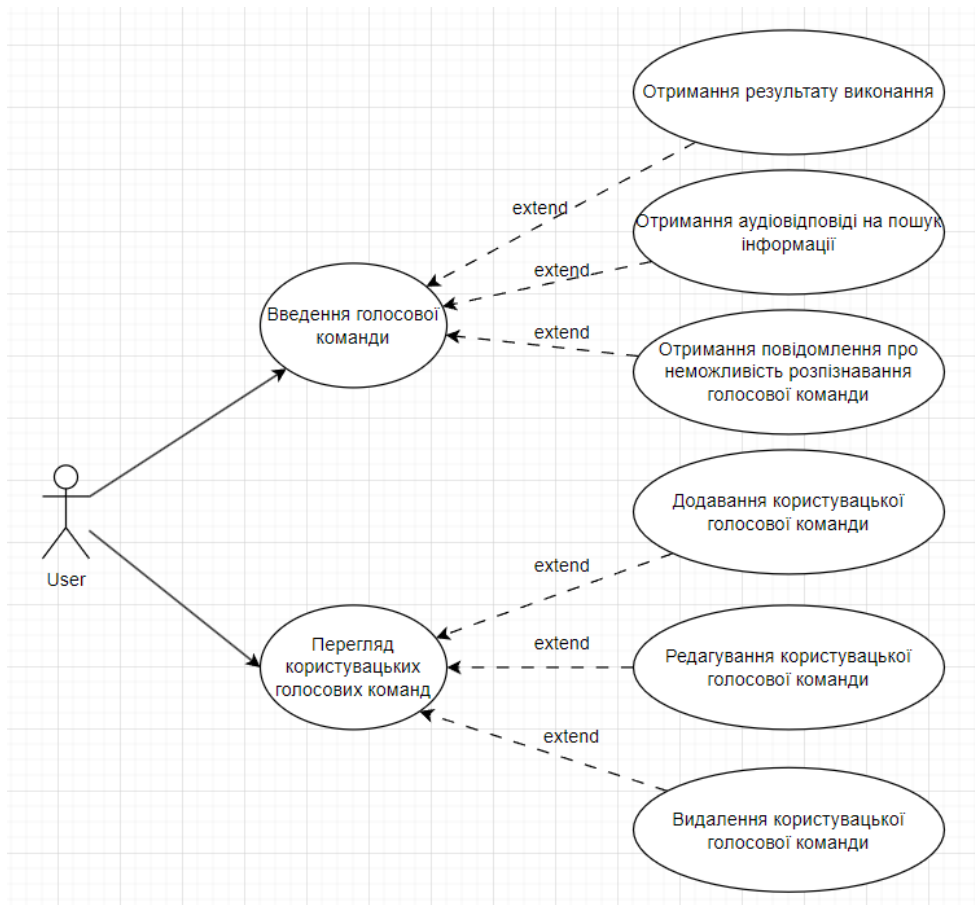 Отримання результату виконання
extend
Отримання аудіовідповіді на пошук
інформації
extend
Введення голосової
команди
extend
Отримання повідомлення про
неможливість розпізнавання
голосової команди
Додавання користувацької
голосової команди
extend
User
Перегляд
користувацьких
голосових команд
extend
Редагування користувацької
голосової команди
extend
Видалення користувацької
голосової команди